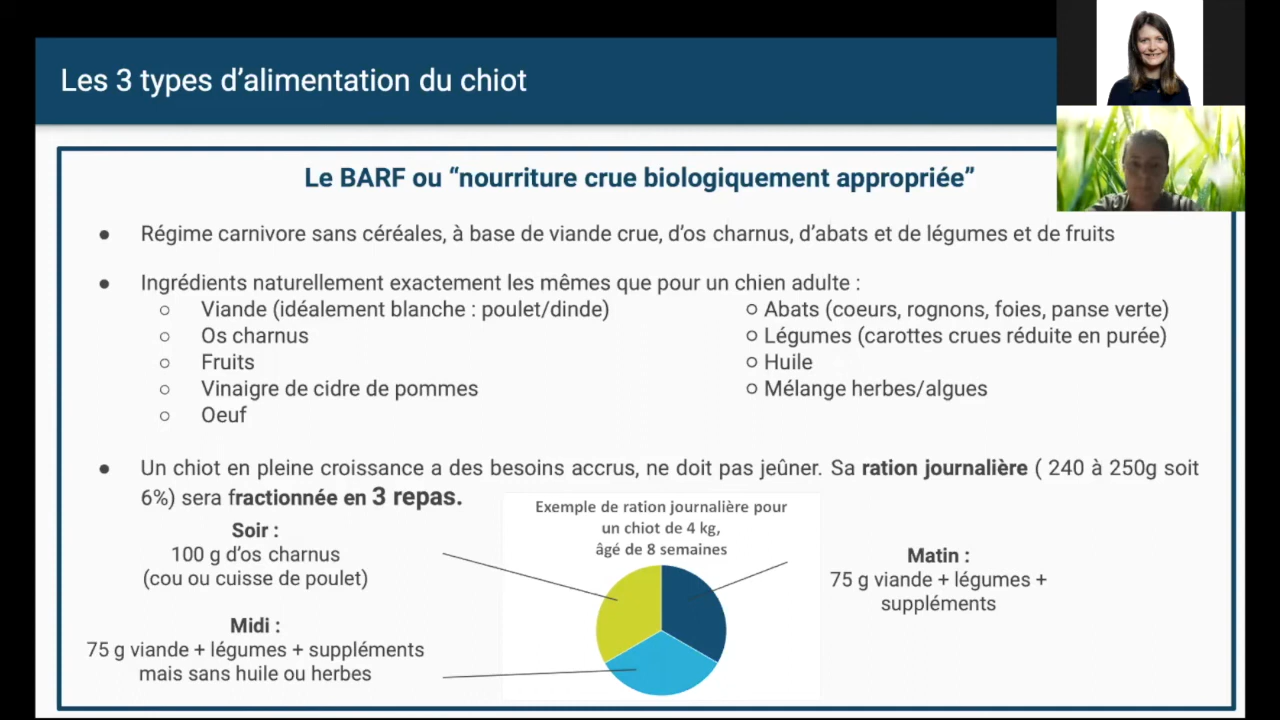 Les 3 types d’alimentation du chiot
Le BARF ou “nourriture crue biologiquement appropriée”
● Régime carnivore sans céréales, à base de viande crue, d’os charnus, d’abats et de légumes et de fruits
● Ingrédients naturellement exactement les mêmes que pour un chien adulte :
○ Viande (idéalement blanche : poulet/dinde)
○ Os charnus
○ Fruits
○ Vinaigre de cidre de pommes
○ Oeuf
○ Abats (coeurs, rognons, foies, panse verte)
○ Légumes (carottes crues réduite en purée)
○ Huile
○ Mélange herbes/algues
● Un chiot en pleine croissance a des besoins accrus, ne doit pas jeûner. Sa ration journalière ( 240 à 250g soit
6%) sera fractionnée en 3 repas.
Exemple de ration journalière pour
un chiot de 4 kg,
âgé de 8 semaines
Soir :
100 g d’os charnus
(cou ou cuisse de poulet)
Matin :
75 g viande + légumes +
suppléments
Midi :
75 g viande + légumes + suppléments
mais sans huile ou herbes